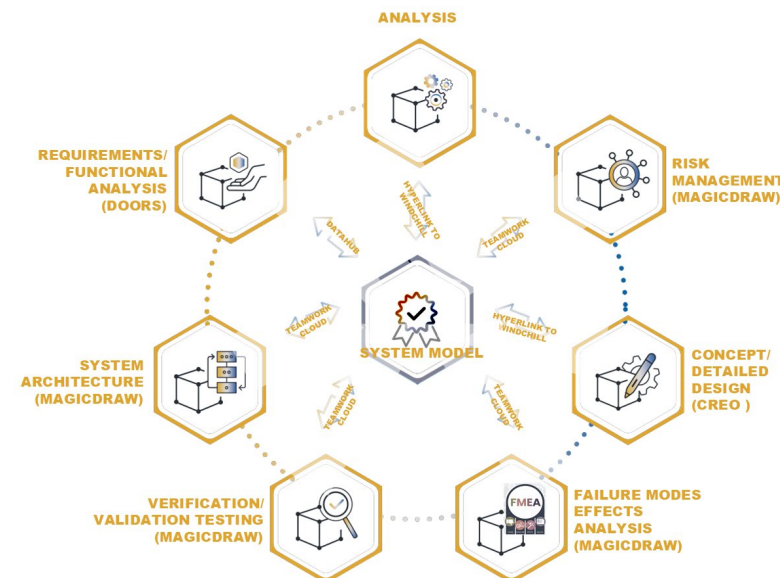 ANALYSIS
REQUIREMENTS/
FUNCTIONAL
ANALYSIS
(DOORS)
RISK
MANAGEMENT
(MAGICDRAW)
HYPERLINK TO
WINDCHILL
DATAHUB
TEAMWORK
CLOUD
TEAMWORK
CLOUD
HYPERLINK TO
WINDCHILL
SYSTEM MODEL
SYSTEM
ARCHITECTURE
(MAGICDRAW)
CONCEPT/
DETAILED
DESIGN
(CREO )
TEAMWORK
CLOUD
TEAMWORK
CLOUD
VERIFICATION/
VALIDATION TESTING
(MAGICDRAW)
FMEA
FAILURE MODES
EFFECTS
ANALYSIS
(MAGICDRAW)